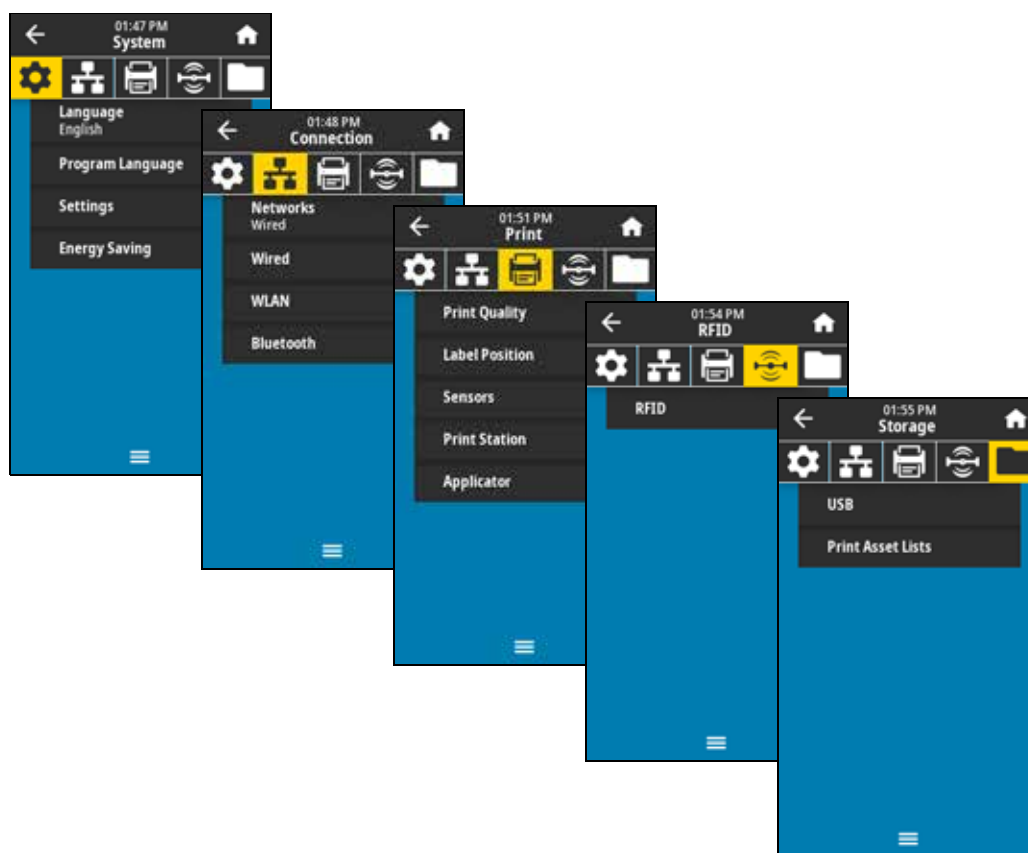 01:47 PM
System
Language
English
Program Language
Settings
Energy Saving
01:48 PM
Connection
Networks
Wired
Wired
WLAN
Bluetooth
01:51 PM
Print
Print Quality
Label Position
Sensors
Print Station
Applicator
01:54 PM
RFID
RFID
01:55 PM
Storage
USB
Print Asset Lists